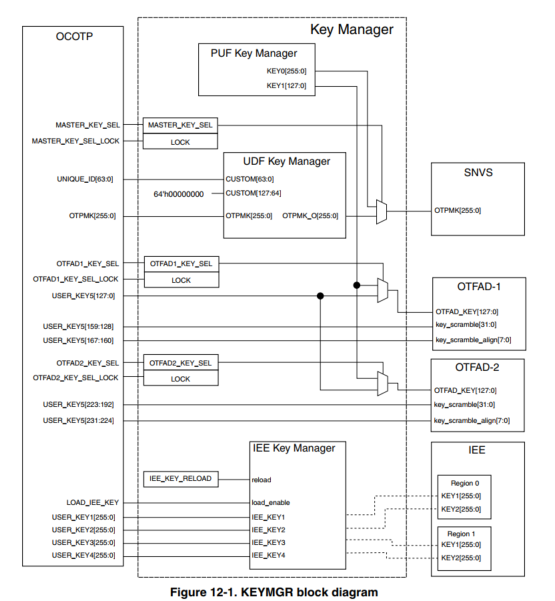 OCOTP
Key Manager
PUF Key Manager
KEY0[255:0]
KEY1[127:0]
MASTER_KEY_SEL
MASTER_KEY_SEL
MASTER_KEY_SEL_LOCK
LOCK
UDF Key Manager
SNVS
UNIQUE_ID[63:0]
CUSTOM[63:0]
64'h00000000
CUSTOM[127:64]
OTPMK[255:0]
OTPMK[255:0]
OTPMK_O[255:0]
OTPMK[255:0]
OTFAD1_KEY_SEL
OTFAD1_KEY_SEL
OTFAD1_KEY_SEL_LOCK
LOCK
OTFAD-1
USER_KEY5[127:0]
OTFAD_KEY[127:0]
USER_KEY5[159:128]
key_scramble[31:0]
USER_KEY5[167:160]
key_scramble_align[7:0]
OTFAD2_KEY_SEL
OTFAD2_KEY_SEL
OTFAD2_KEY_SEL_LOCK
LOCK
OTFAD-2
OTFAD_KEY[127:0]
USER_KEY5[223:192]
key_scramble[31:0]
USER_KEY5[231:224]
key_scramble_align[7:0]
IEE Key Manager
IEE
IEE_KEY_RELOAD
reload
Region 0
LOAD_IEE_KEY
load_enable
KEY1[255:0]
USER_KEY1[255:0]
IEE_KEY1
KEY2[255:0]
USER_KEY2[255:0]
IEE_KEY2
Region 1
USER_KEY3[255:0]
IEE_KEY3
KEY1[255:0]
USER_KEY4[255:0]
IEE_KEY4
KEY2[255:0]
Figure 12-1. KEYMGR block diagram